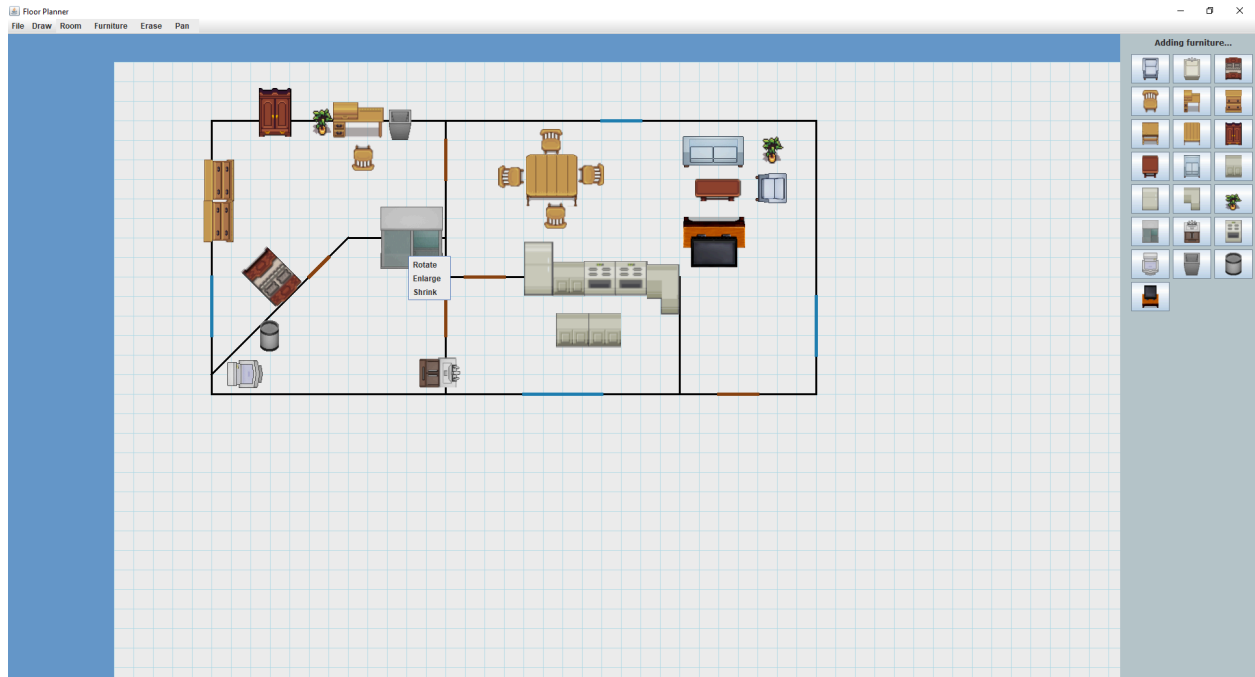 Floor Planner
File Draw Room Furniture Erase Pan
Adding furniture...
Rotate
Enlarge
Shrink